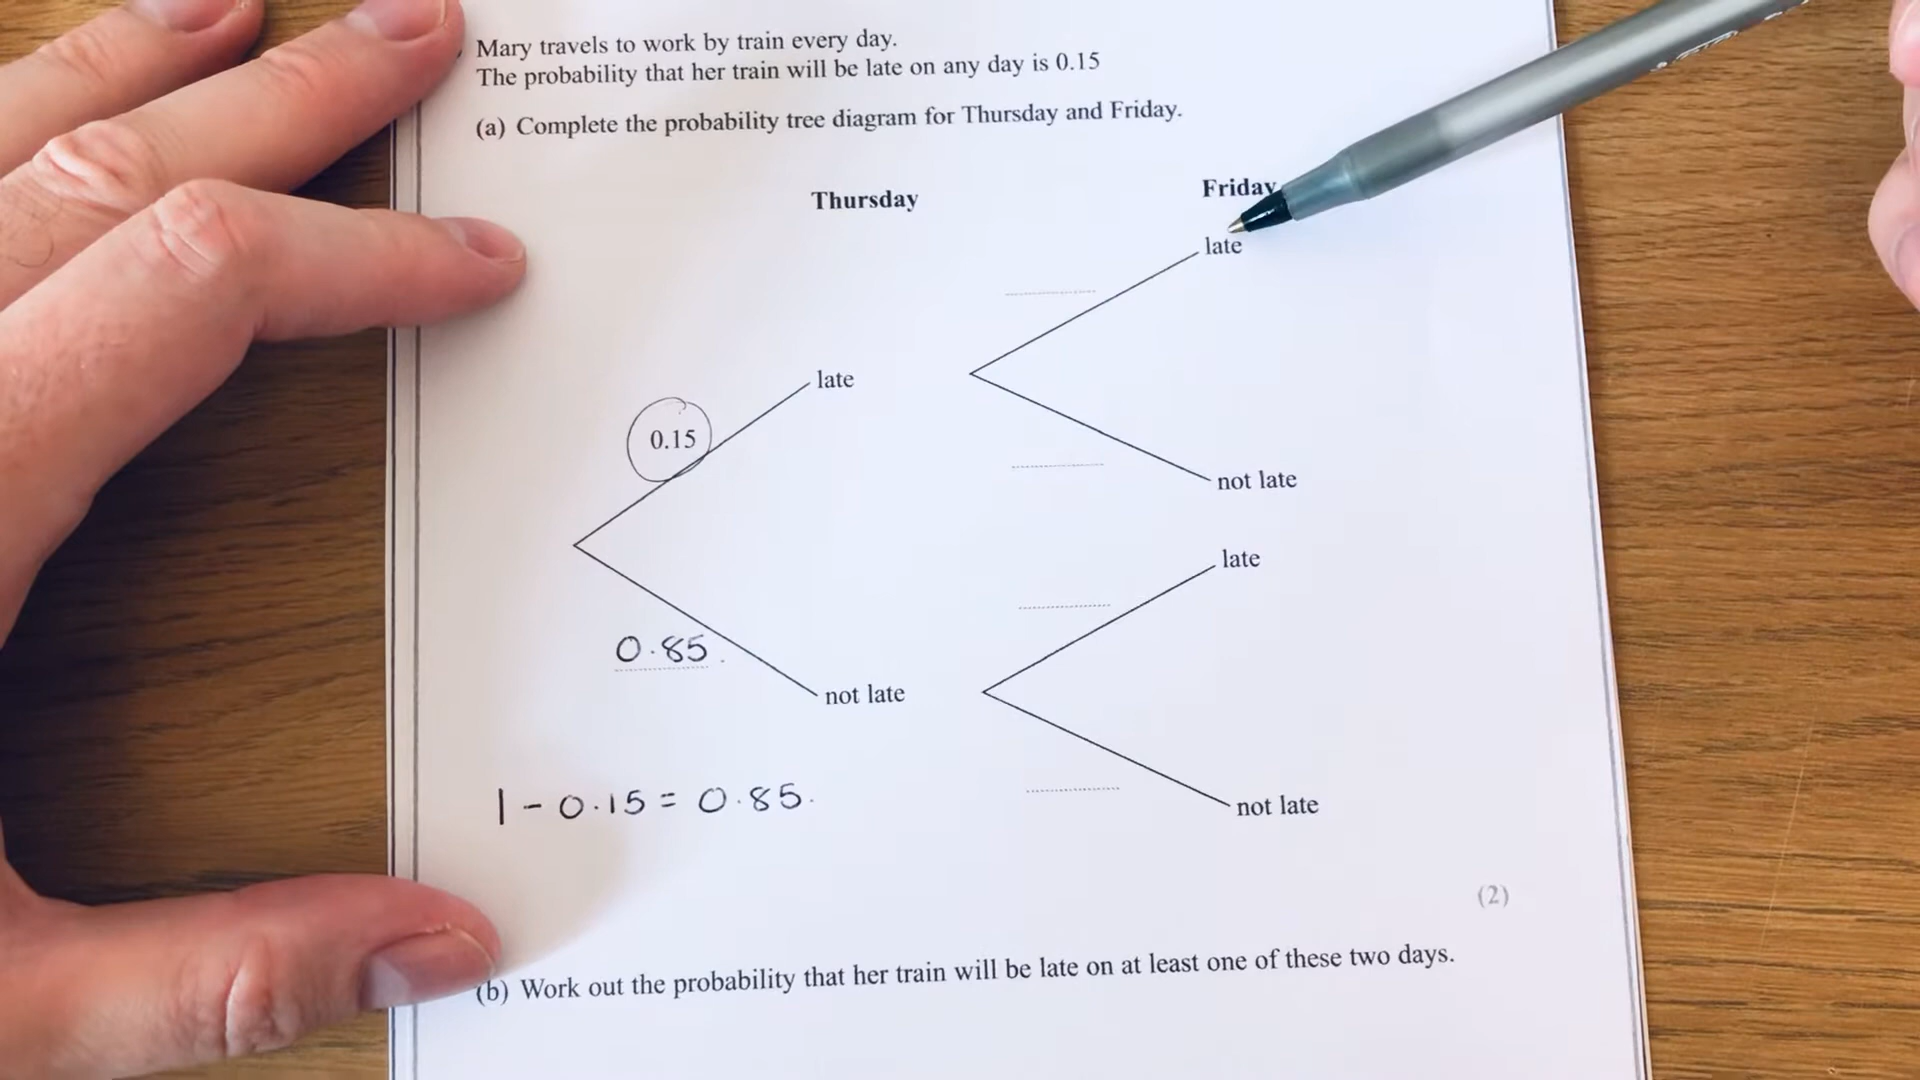 Mary travels to work by train every day.
The probability that her train will be late on any day is 0.15
(a) Complete the probability tree diagram for Thursday and Friday.
Thursday
Friday
late
late
0.15
not late
late
0.85
not late
1 - 0.15 = 0.85.
not late
(2)
(b) Work out the probability that her train will be late on at least one of these two days.